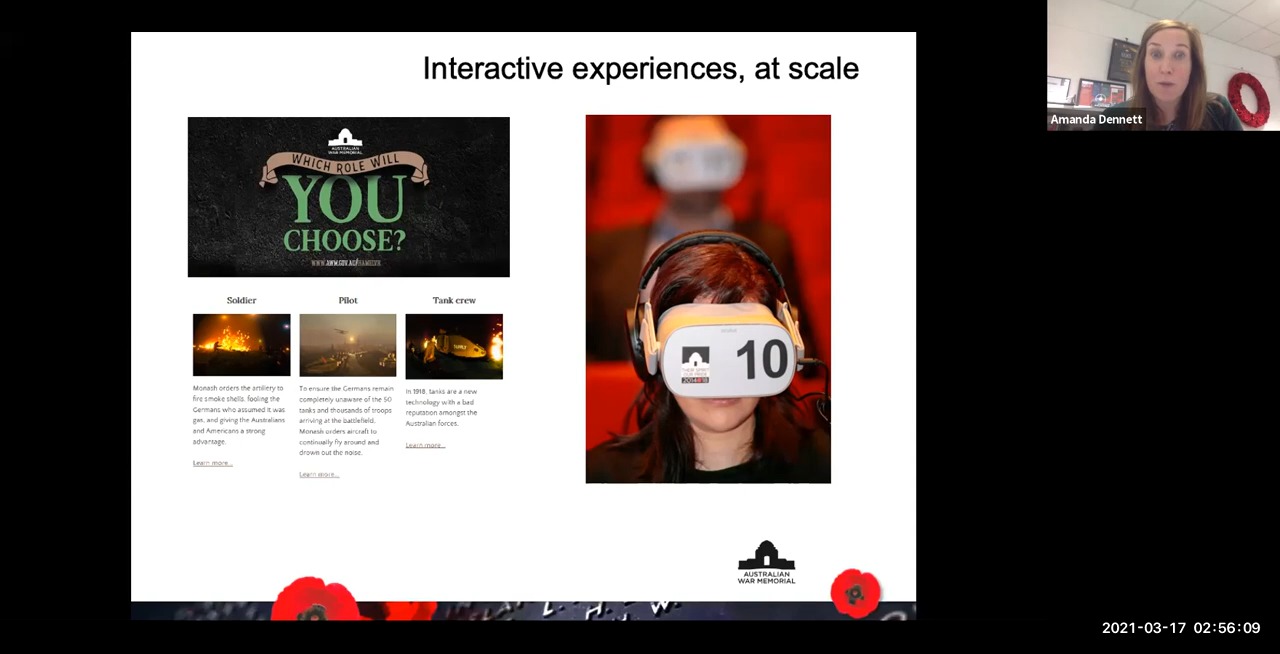 Interactive experiences, at scale
AUSTRALIAN
WAR MEMORIAL
WHICH ROLE WILL
YOU
CHOOSE?
Soldier
Monash orders the artillery to
fire smoke shells, fooling the
Germans who assumed it was
gas, and giving the Australians
and Americans a strong
advantage.
Learn more...
Pilot
To ensure the Germans remain
completely unaware of the 50
tanks and thousands of troops
arriving at the battlefield,
Monash orders aircraft to
continually fly around and
drown out the noise.
Learn more...
Tank crew
In 1918, tanks are a new
technology with a bad
reputation amongst the
Australian forces.
Learn more...
oculus
10
THEIR SPIRIT
OUR PRIDE
AUSTRALIAN
WAR MEMORIAL
L. H. W.
Amanda Dennett
2021-03-17 02:56:09